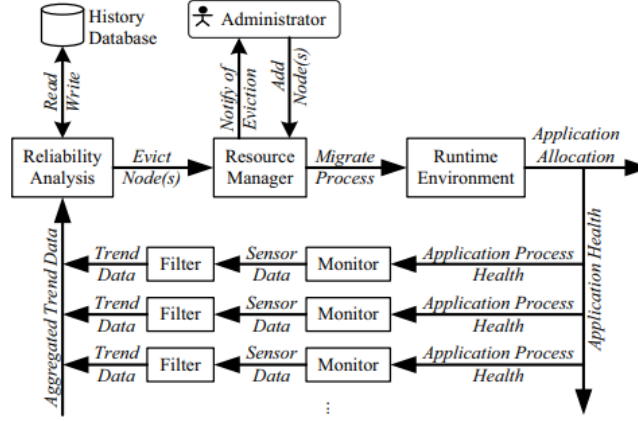 History
Database
Administrator
Read
Write
Notify of
Eviction
Add
Node(s)
Reliability
Analysis
Evict
Node(s)
Resource
Manager
Migrate
Process
Runtime
Environment
Application
Allocation
Aggregated Trend Data
Trend
Data
Filter
Sensor
Data
Monitor
Application Process
Health
Application Health
Trend
Data
Filter
Sensor
Data
Monitor
Application Process
Health
Trend
Data
Filter
Sensor
Data
Monitor
Application Process
Health
⋮